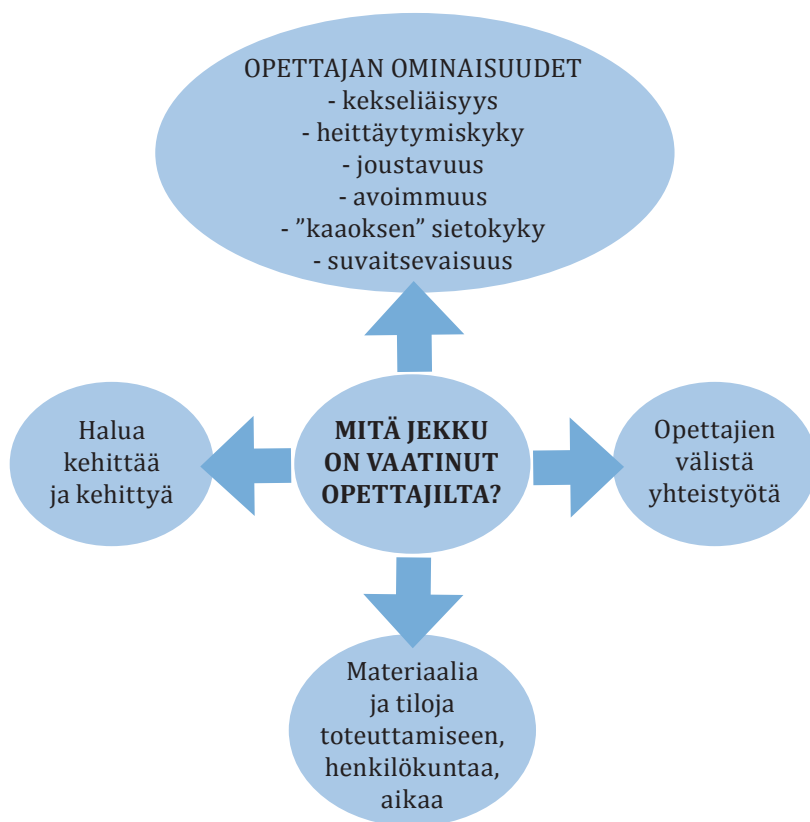 OPETTAJAN OMINAISUUDET
- kekseliäisyys
- heittäytymiskyky
- joustavuus
- avoimmuus
- ”kaaoksen” sietokyky
- suvaitsevaisuus
Halua
kehittää
ja kehittyä
MITÄ JEKKU
ON VAATINUT
OPETTAJILTA?
Opettajien
välistä
yhteistyötä
Materiaalia
ja tiloja
toteuttamiseen,
henkilökuntaa,
aikaa